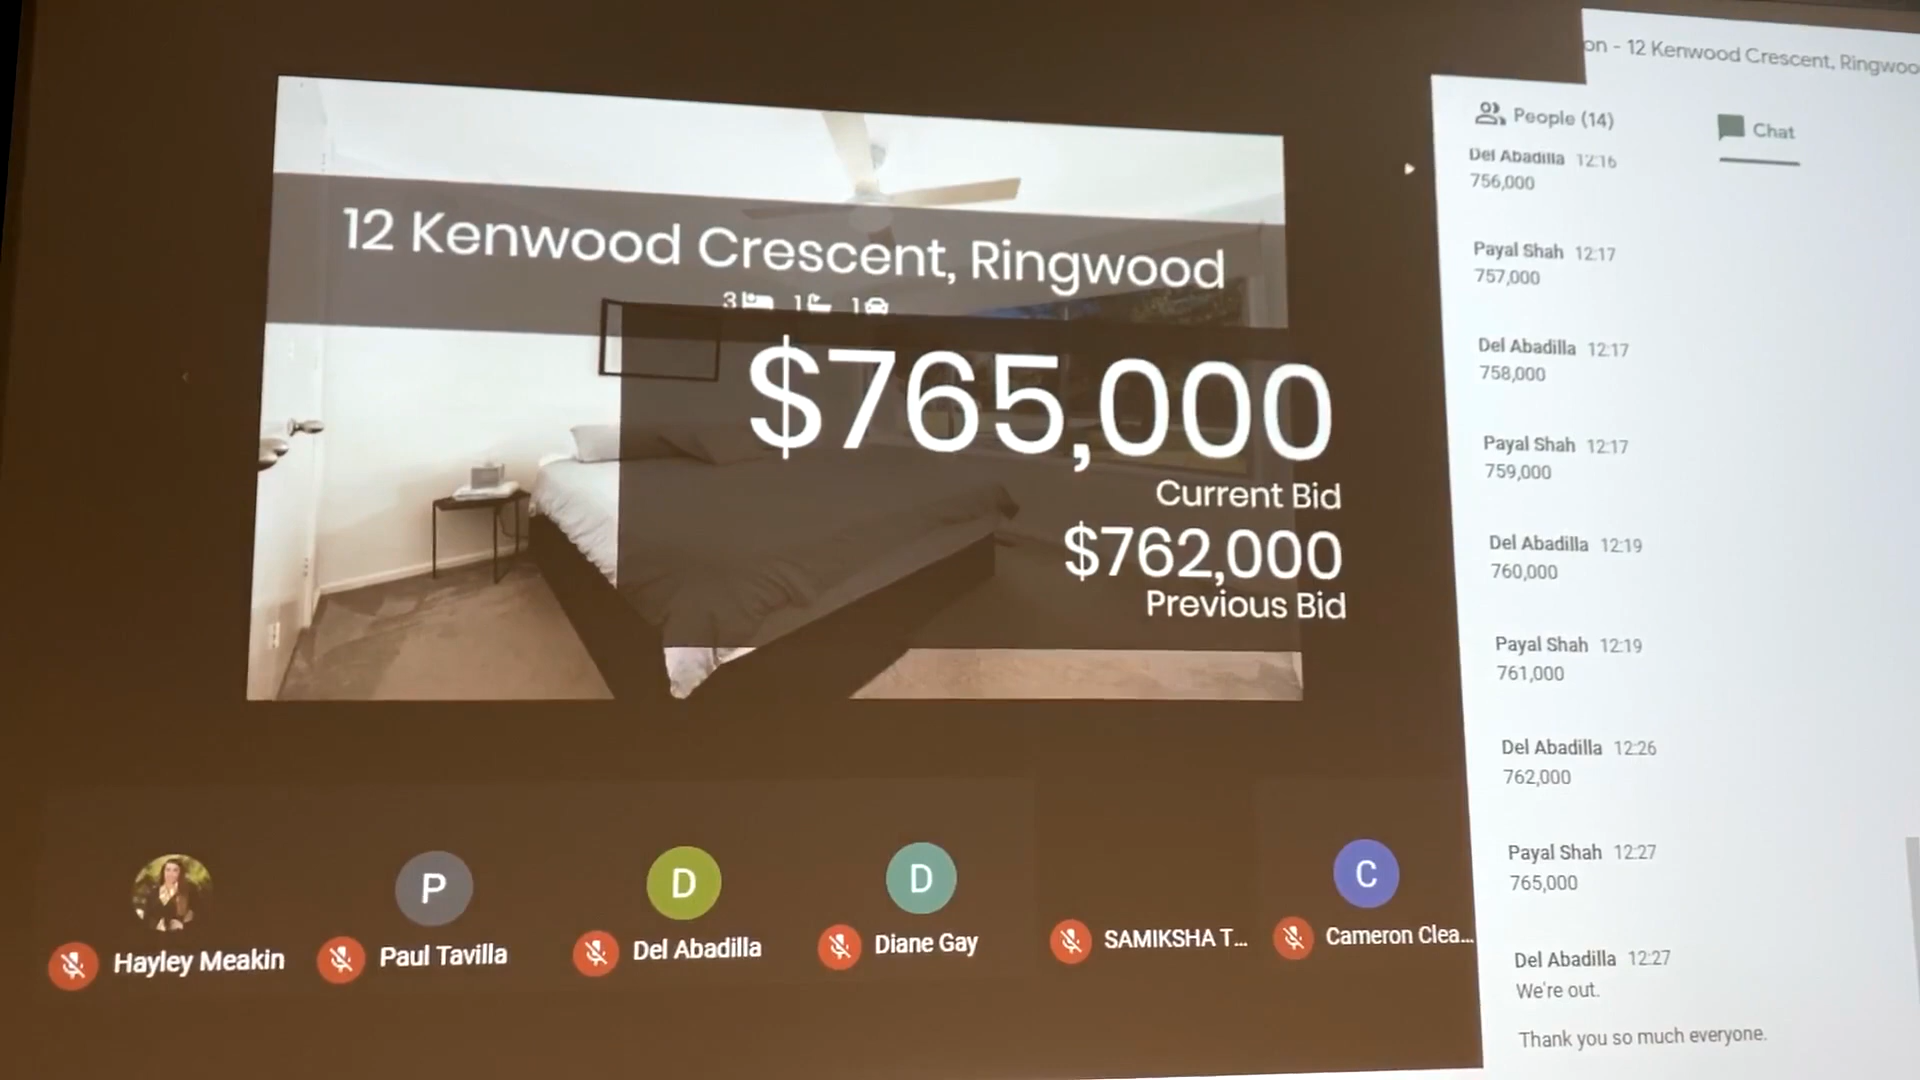 on - 12 Kenwood Crescent, Ringwoo
People (14)
Chat
12 Kenwood Crescent, Ringwood
3 1 1
$765,000
Current Bid
$762,000
Previous Bid
Del Abadilla 12:16
756,000
Payal Shah 12:17
757,000
Del Abadilla 12:17
758,000
Payal Shah 12:17
759,000
Del Abadilla 12:19
760,000
Payal Shah 12:19
761,000
Del Abadilla 12:26
762,000
Payal Shah 12:27
765,000
Del Abadilla 12:27
We're out.
Thank you so much everyone.
P
D
D
C
Hayley Meakin
Paul Tavilla
Del Abadilla
Diane Gay
SAMIKSHA T...
Cameron Clea...